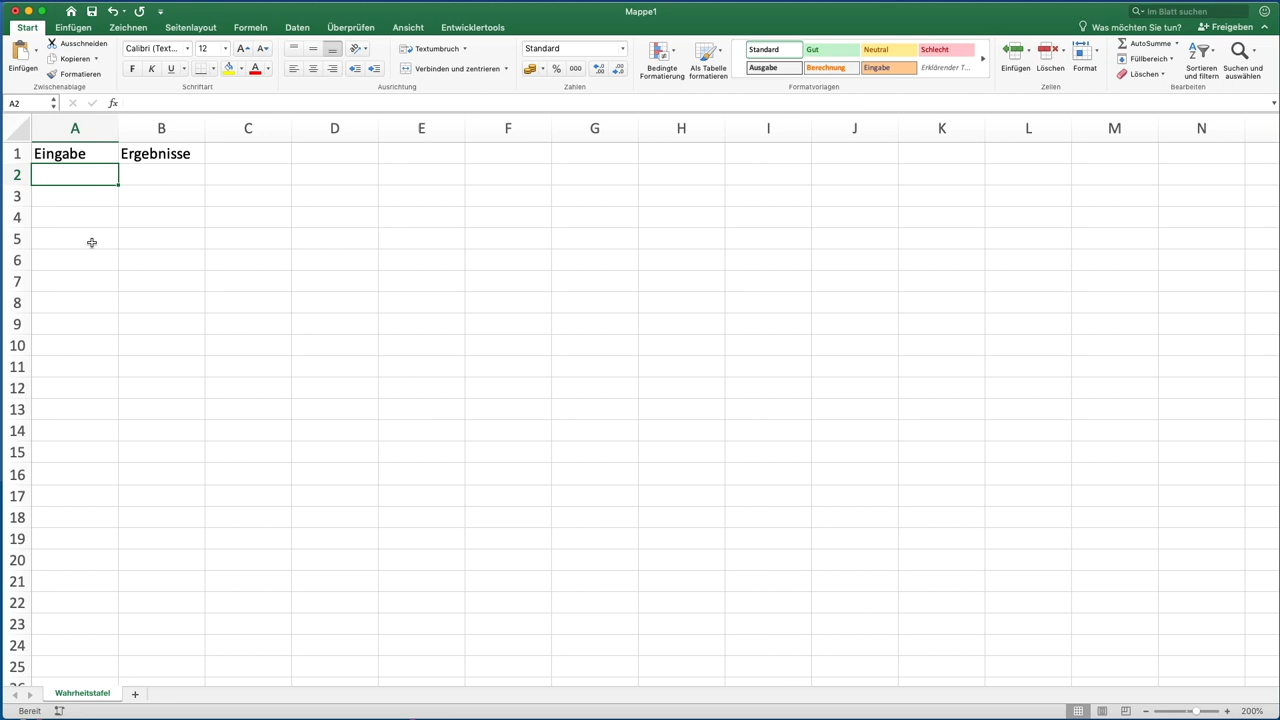 Mappe1
Im Blatt suchen
Start Einfügen Zeichnen Seitenlayout Formeln Daten Überprüfen Ansicht Entwicklertools
Was möchten Sie tun? Freigeben
Einfügen
Ausschneiden
Kopieren
Formatieren
Zwischenablage
Calibri (Text... 12 A A
F K U A
Schriftart
Textumbruch
Verbinden und zentrieren
Ausrichtung
Standard
% 000
Zahlen
Bedingte Formatierung
Als Tabelle formatieren
Standard Gut Neutral Schlecht
Ausgabe Berechnung Eingabe Erklärender T...
Formatvorlagen
Einfügen Löschen Format
Zellen
AutoSumme
Füllbereich
Löschen
Sortieren und filtern
Suchen und auswählen
Bearbeiten
A2 fx
A B C D E F G H I J K L M N
1 Eingabe Ergebnisse
2
3
4
5
6
7
8
9
10
11
12
13
14
15
16
17
18
19
20
21
22
23
24
25
Wahrheitstafel +
Bereit
200%